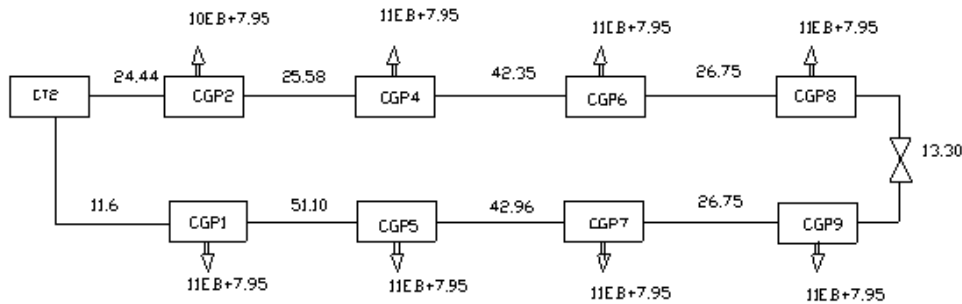 10EB+7.95
11EB+7.95
11EB+7.95
11EB+7.95
24.44
25.58
42.35
26.75
CT2
CGP2
CGP4
CGP6
CGP8
13.30
11.6
51.10
42.96
26.75
CGP1
CGP5
CGP7
CGP9
11EB+7.95
11EB+7.95
11EB+7.95
11EB+7.95